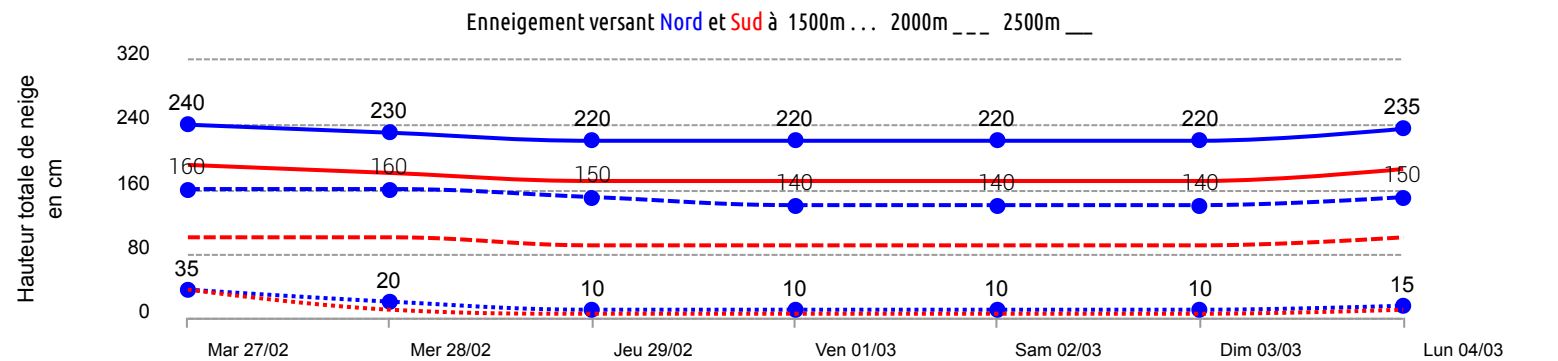 Enneigement versant Nord et Sud à 1500m . . . 2000m _ _ _ 2500m __
Hauteur totale de neige
en cm
320
240
160
80
0
240 230 220 220 220 220 235
160 160 150 140 140 140 150
35 20 10 10 10 10 15
Mar 27/02 Mer 28/02 Jeu 29/02 Ven 01/03 Sam 02/03 Dim 03/03 Lun 04/03